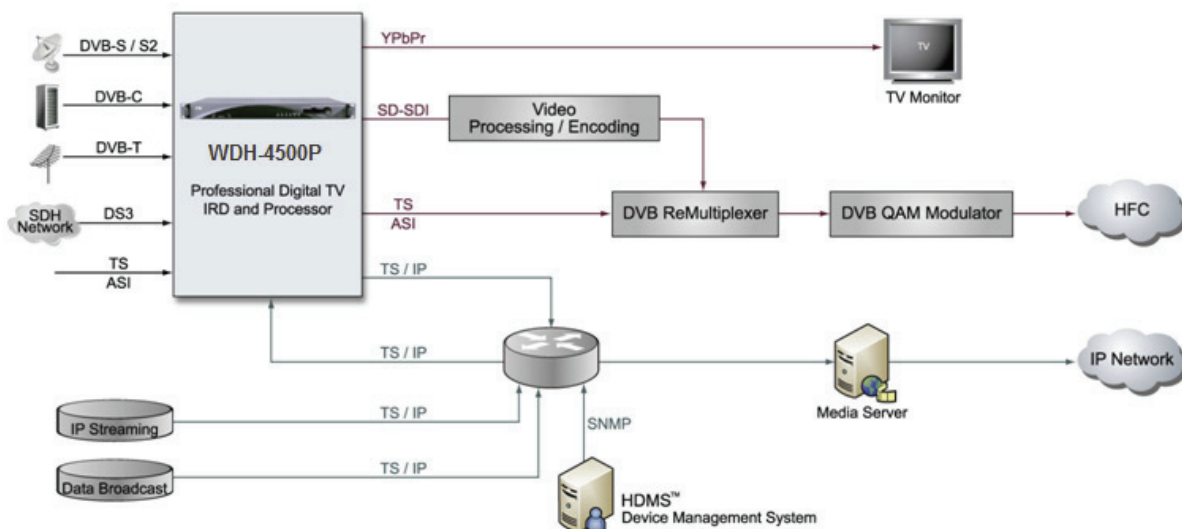 DVB-S / S2
YPbPr
TV
TV Monitor
DVB-C
SD-SDI
Video
Processing / Encoding
WDH-4500P
DVB-T
Professional Digital TV
IRD and Processor
SDH
Network
DS3
TS
ASI
DVB ReMultiplexer
DVB QAM Modulator
HFC
TS
ASI
TS / IP
TS / IP
IP Network
Media Server
IP Streaming
TS / IP
SNMP
Data Broadcast
TS / IP
HDMS™
Device Management System